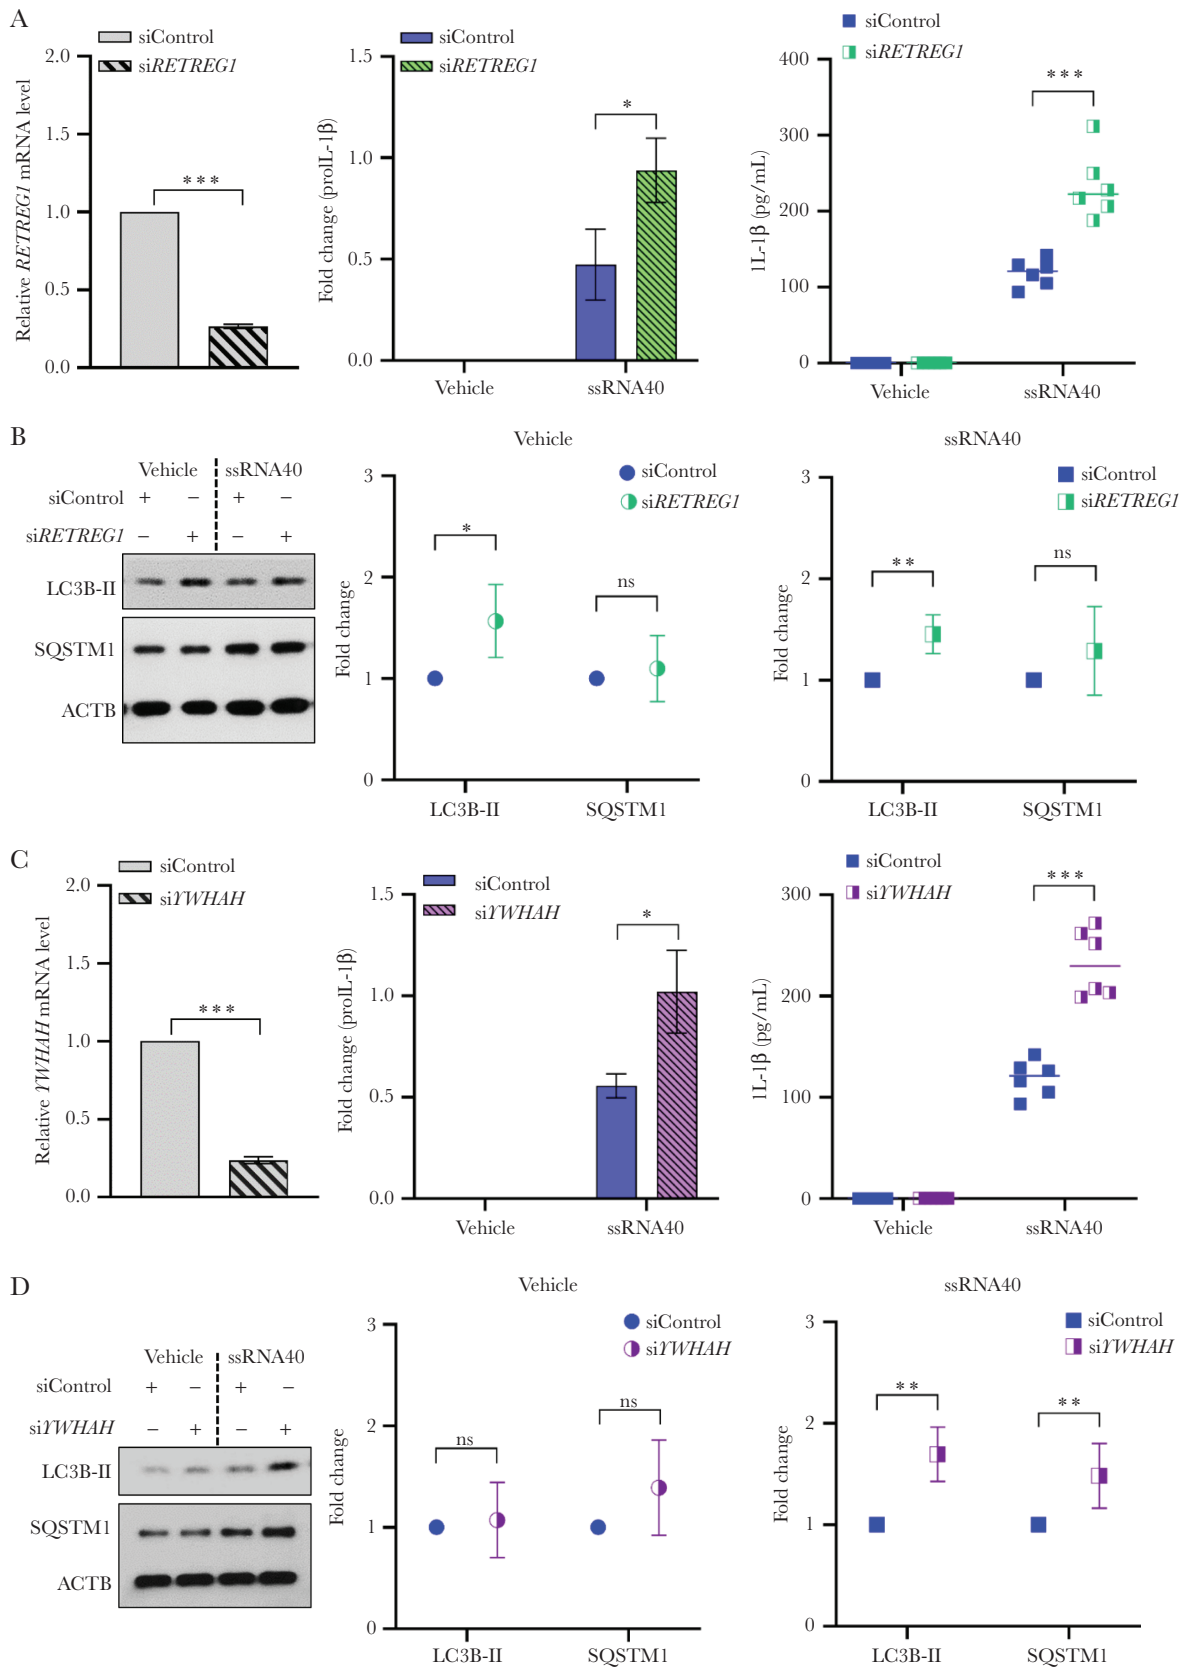 A
siControl
siRETREG1
Relative RETREG1 mRNA level
2.0
1.5
1.0
0.5
0.0
***
siControl
siRETREG1
Fold change (proIL-1β)
1.5
1.0
0.5
0.0
*
Vehicle
ssRNA40
siControl
siRETREG1
IL-1β (pg/mL)
400
300
200
100
0
***
Vehicle
ssRNA40
B
Vehicle
ssRNA40
siControl + – + –
siRETREG1 – + – +
LC3B-II
SQSTM1
ACTB
Vehicle
siControl
siRETREG1
Fold change
3
2
1
0
*
ns
LC3B-II
SQSTM1
ssRNA40
siControl
siRETREG1
Fold change
3
2
1
0
**
ns
LC3B-II
SQSTM1
C
siControl
siYWHAH
Relative YWHAH mRNA level
2.0
1.5
1.0
0.5
0.0
***
siControl
siYWHAH
Fold change (proIL-1β)
1.5
1.0
0.5
0.0
*
Vehicle
ssRNA40
siControl
siYWHAH
IL-1β (pg/mL)
300
200
100
0
***
Vehicle
ssRNA40
D
Vehicle
ssRNA40
siControl + – + –
siYWHAH – + – +
LC3B-II
SQSTM1
ACTB
Vehicle
siControl
siYWHAH
Fold change
3
2
1
0
ns
ns
LC3B-II
SQSTM1
ssRNA40
siControl
siYWHAH
Fold change
3
2
1
0
**
**
LC3B-II
SQSTM1